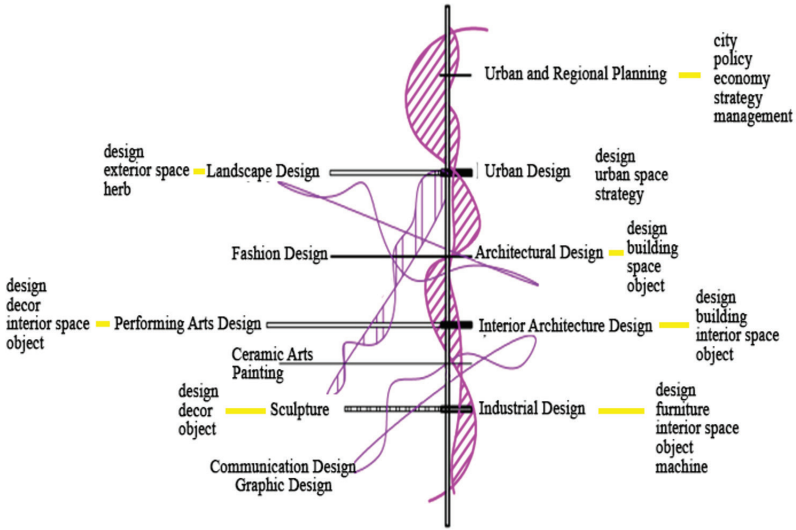 city
policy
economy
strategy
management
Urban and Regional Planning
design
exterior space
herb
Landscape Design
Urban Design
design
urban space
strategy
Fashion Design
Architectural Design
design
building
space
object
design
decor
interior space
object
Performing Arts Design
Interior Architecture Design
design
building
interior space
object
Ceramic Arts
Painting
design
decor
object
Sculpture
Industrial Design
design
furniture
interior space
object
machine
Communication Design
Graphic Design